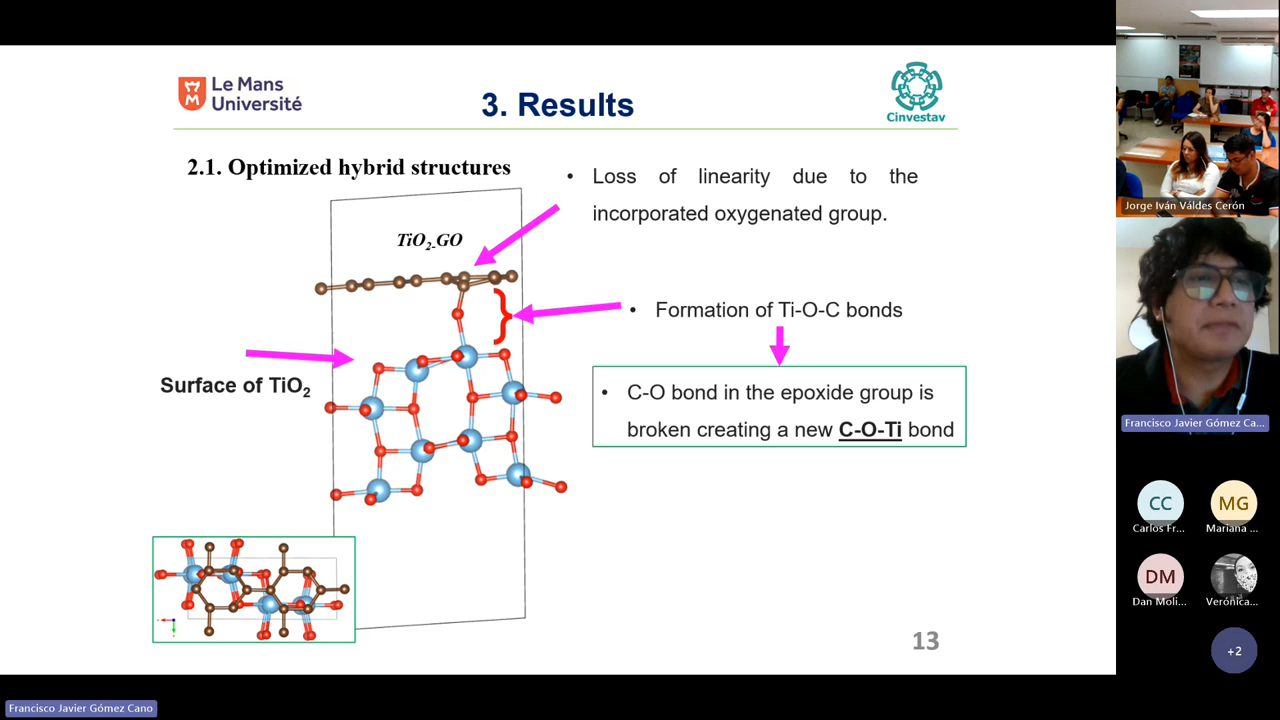 Le Mans
Université
3. Results
Cinvestav
2.1. Optimized hybrid structures
• Loss of linearity due to the
incorporated oxygenated group.
TiO2-GO
• Formation of Ti-O-C bonds
Surface of TiO2
• C-O bond in the epoxide group is
broken creating a new C-O-Ti bond
13
Jorge Iván Váldes Cerón
Francisco Javier Gómez Ca...
CC
MG
Carlos Fr...
Mariana ...
DM
Dan Moli...
Verónica...
+2
Francisco Javier Gómez Cano